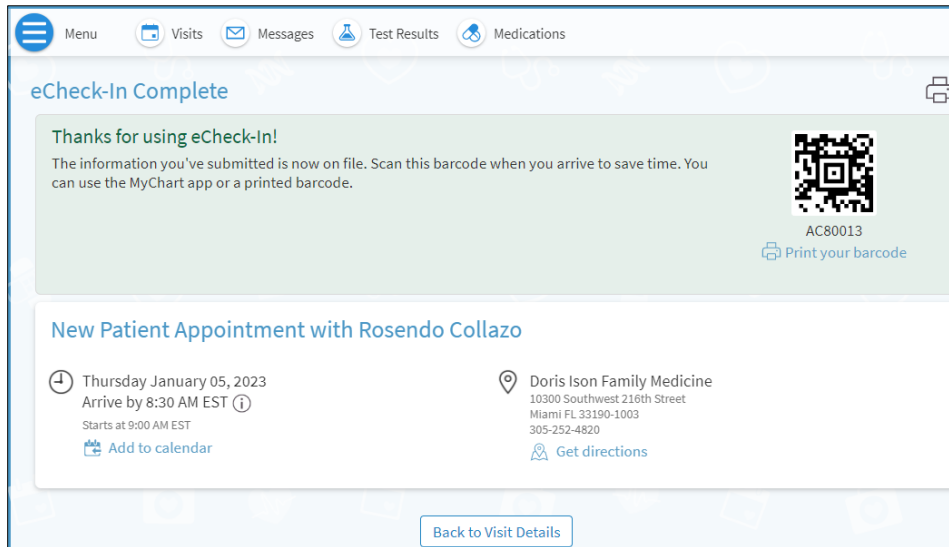 Menu
Visits
Messages
Test Results
Medications
eCheck-In Complete
Thanks for using eCheck-In!
The information you've submitted is now on file. Scan this barcode when you arrive to save time. You
can use the MyChart app or a printed barcode.
AC80013
Print your barcode
New Patient Appointment with Rosendo Collazo
Thursday January 05, 2023
Arrive by 8:30 AM EST
Starts at 9:00 AM EST
Add to calendar
Doris Ison Family Medicine
10300 Southwest 216th Street
Miami FL 33190-1003
305-252-4820
Get directions
Back to Visit Details